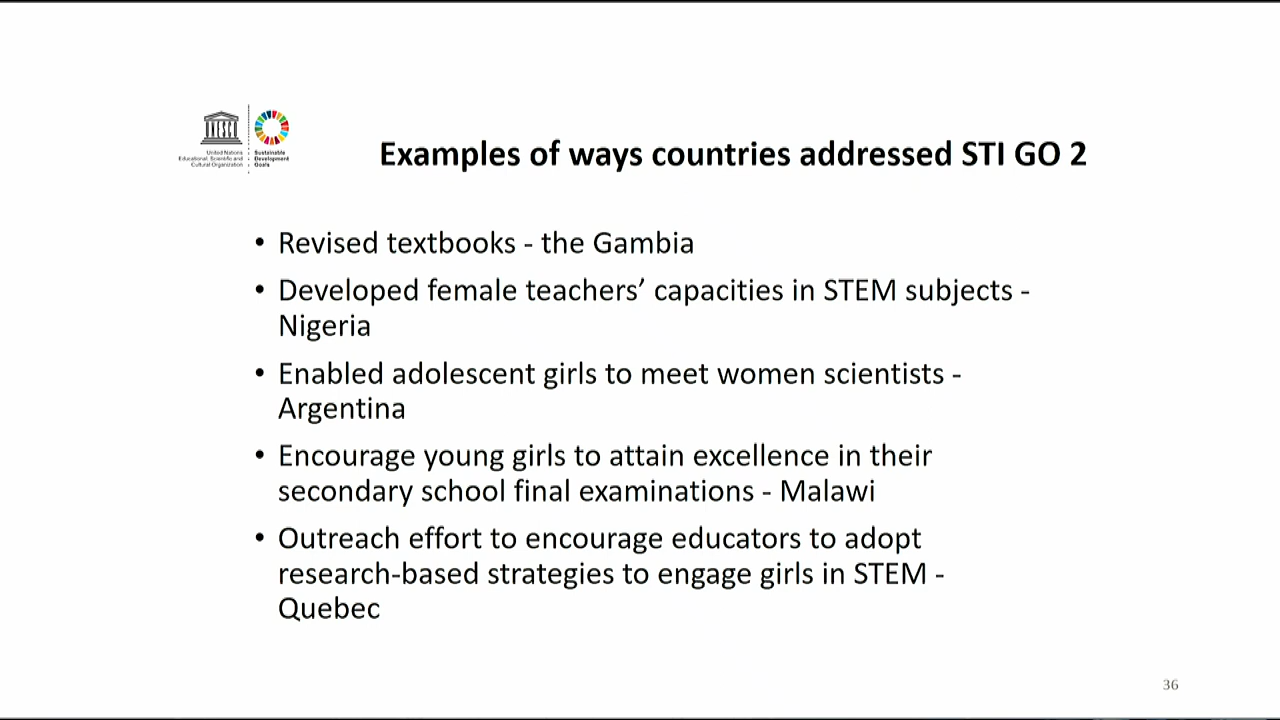 UNESCO
United Nations
Educational, Scientific and
Cultural Organization
Sustainable
Development
Goals
Examples of ways countries addressed STI GO 2
• Revised textbooks - the Gambia
• Developed female teachers’ capacities in STEM subjects -
Nigeria
• Enabled adolescent girls to meet women scientists -
Argentina
• Encourage young girls to attain excellence in their
secondary school final examinations - Malawi
• Outreach effort to encourage educators to adopt
research-based strategies to engage girls in STEM -
Quebec
36